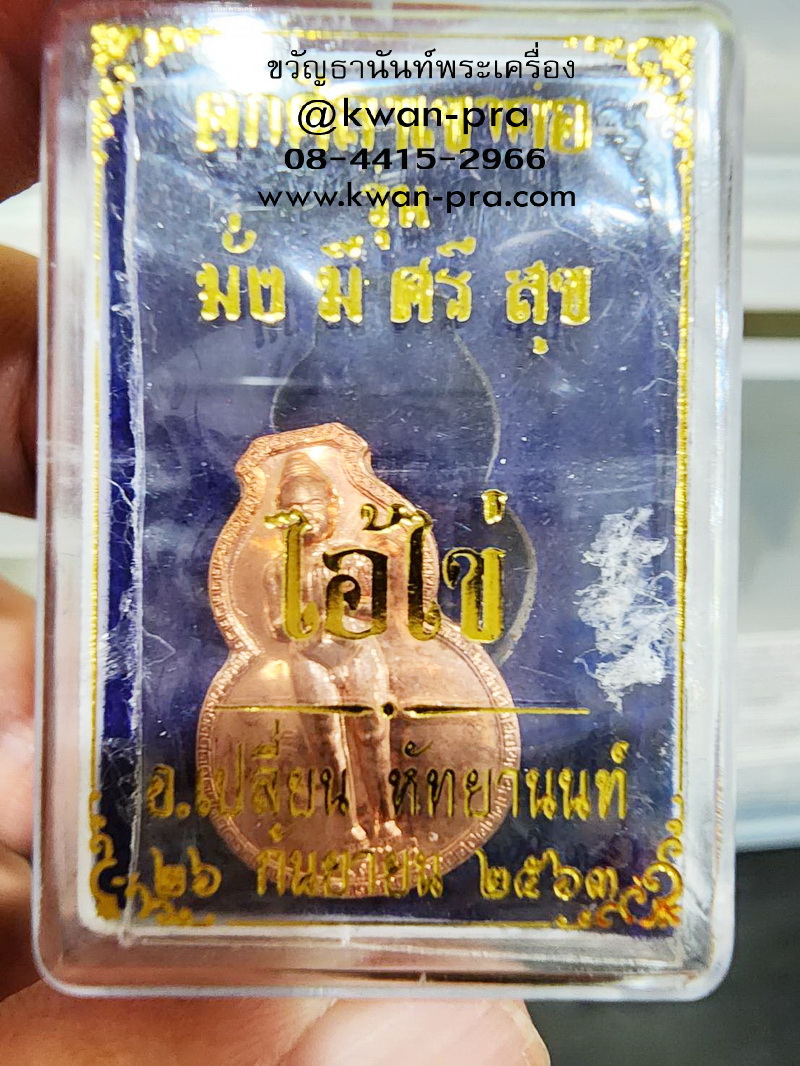 ขวัญธานันท์พระเครื่อง
@kwan-pra
08-4415-2966
www.kwan-pra.com
รุ่น
มั่ง มี ศรี สุข
ไอ้ไข่
อ.เปลี่ยน หัทยานนท์
๒๖ กันยายน ๒๕๖๓